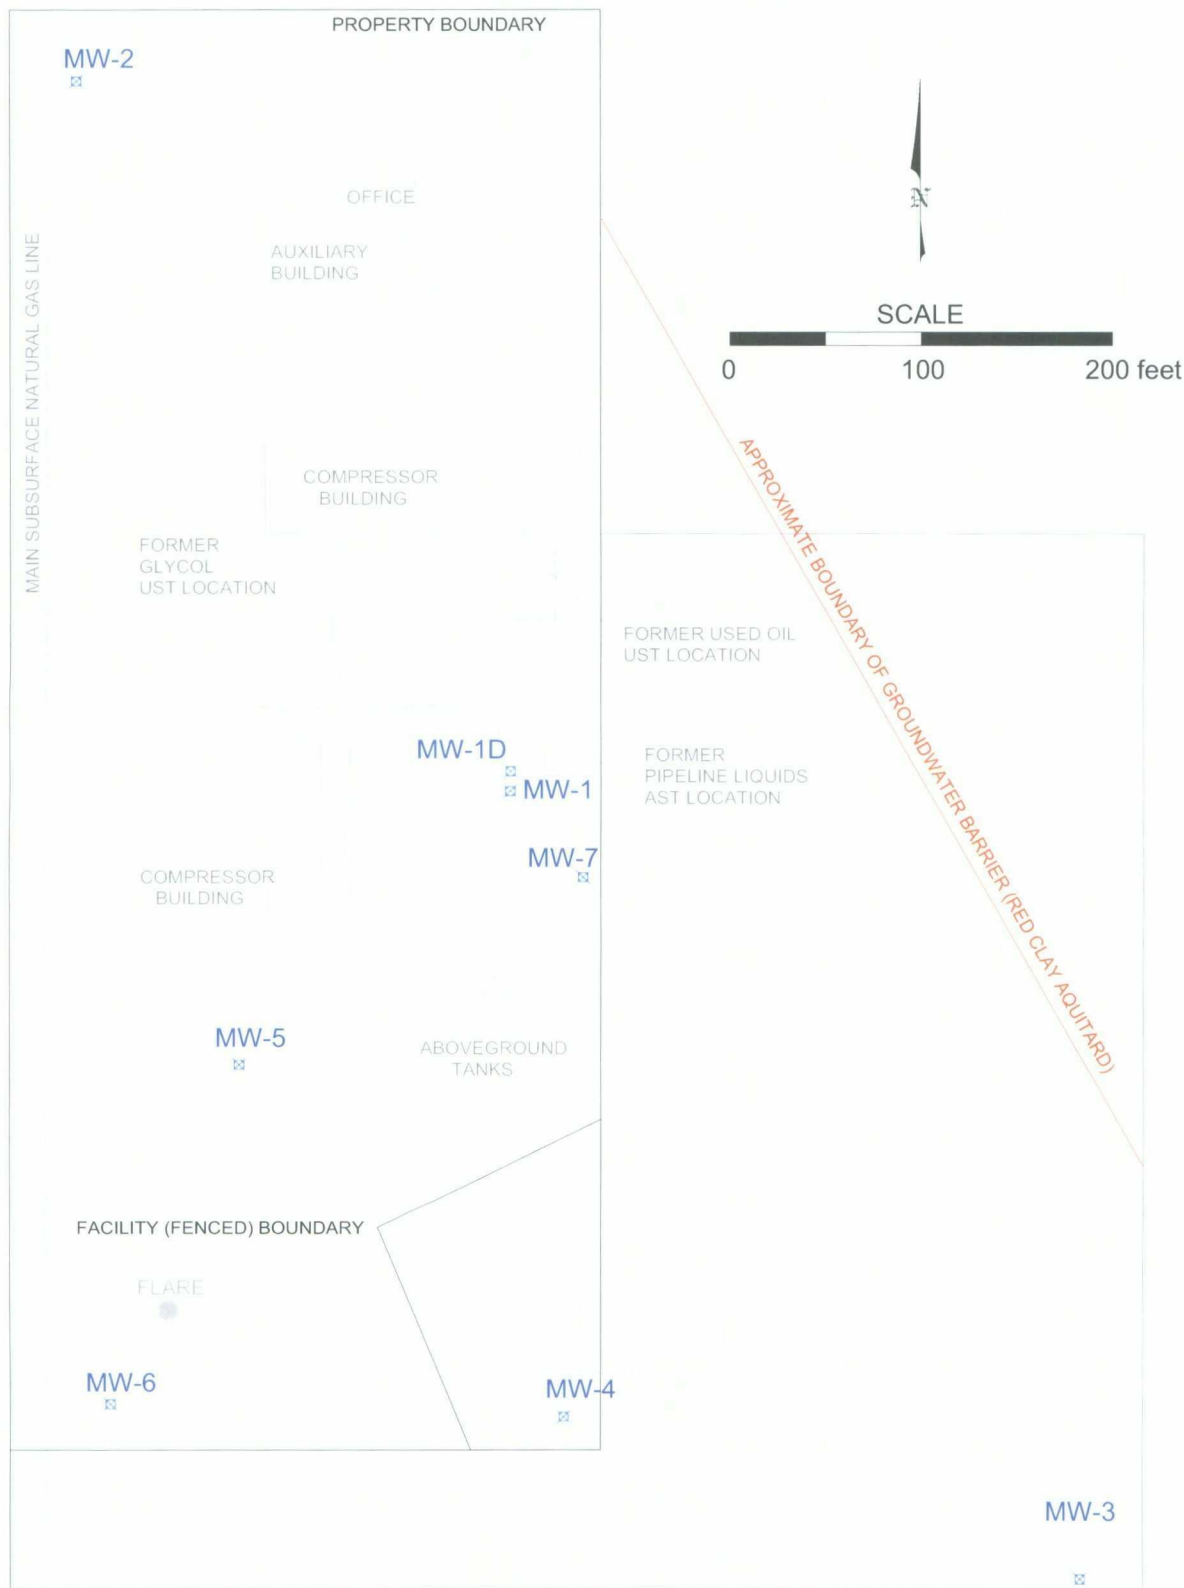 PROPERTY BOUNDARY
MW-2
OFFICE
AUXILIARY
BUILDING
MAIN SUBSURFACE NATURAL GAS LINE
N
SCALE
0 100 200 feet
APPROXIMATE BOUNDARY OF GROUNDWATER BARRIER (RED CLAY AQUITARD)
COMPRESSOR
BUILDING
FORMER
GLYCOL
UST LOCATION
FORMER USED OIL
UST LOCATION
MW-1D
MW-1
FORMER
PIPELINE LIQUIDS
AST LOCATION
MW-7
COMPRESSOR
BUILDING
MW-5
ABOVEGROUND
TANKS
FACILITY (FENCED) BOUNDARY
FLARE
MW-6
MW-4
MW-3